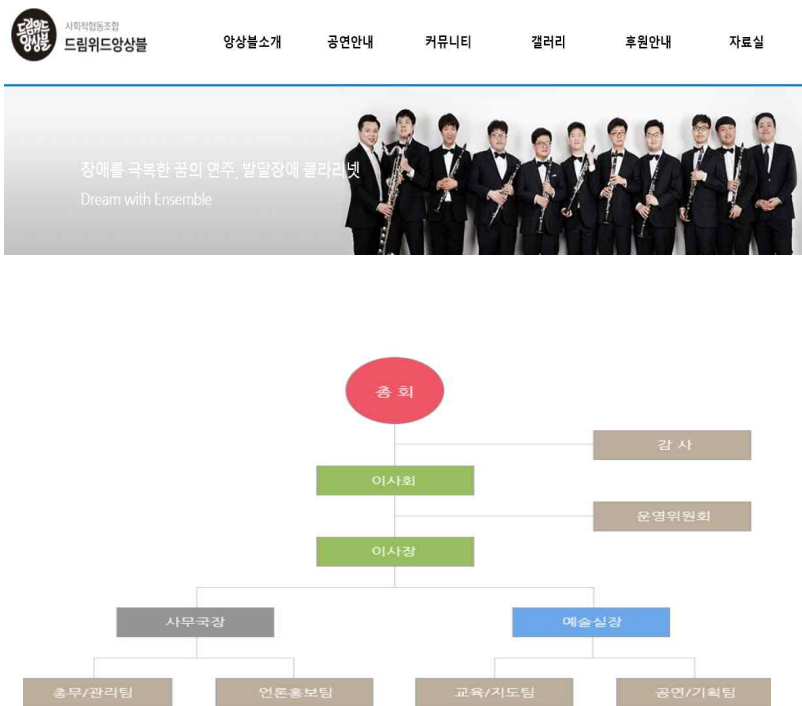 드림위드
앙상블
사회적협동조합
드림위드앙상블
앙상블소개 공연안내 커뮤니티 갤러리 후원안내 자료실
장애를 극복한 꿈의 연주, 발달장애 클라리넷
Dream with Ensemble
총 회
감 사
이사회
운영위원회
이사장
사무국장 예술실장
총무/관리팀 언론홍보팀 교육/지도팀 공연/기획팀